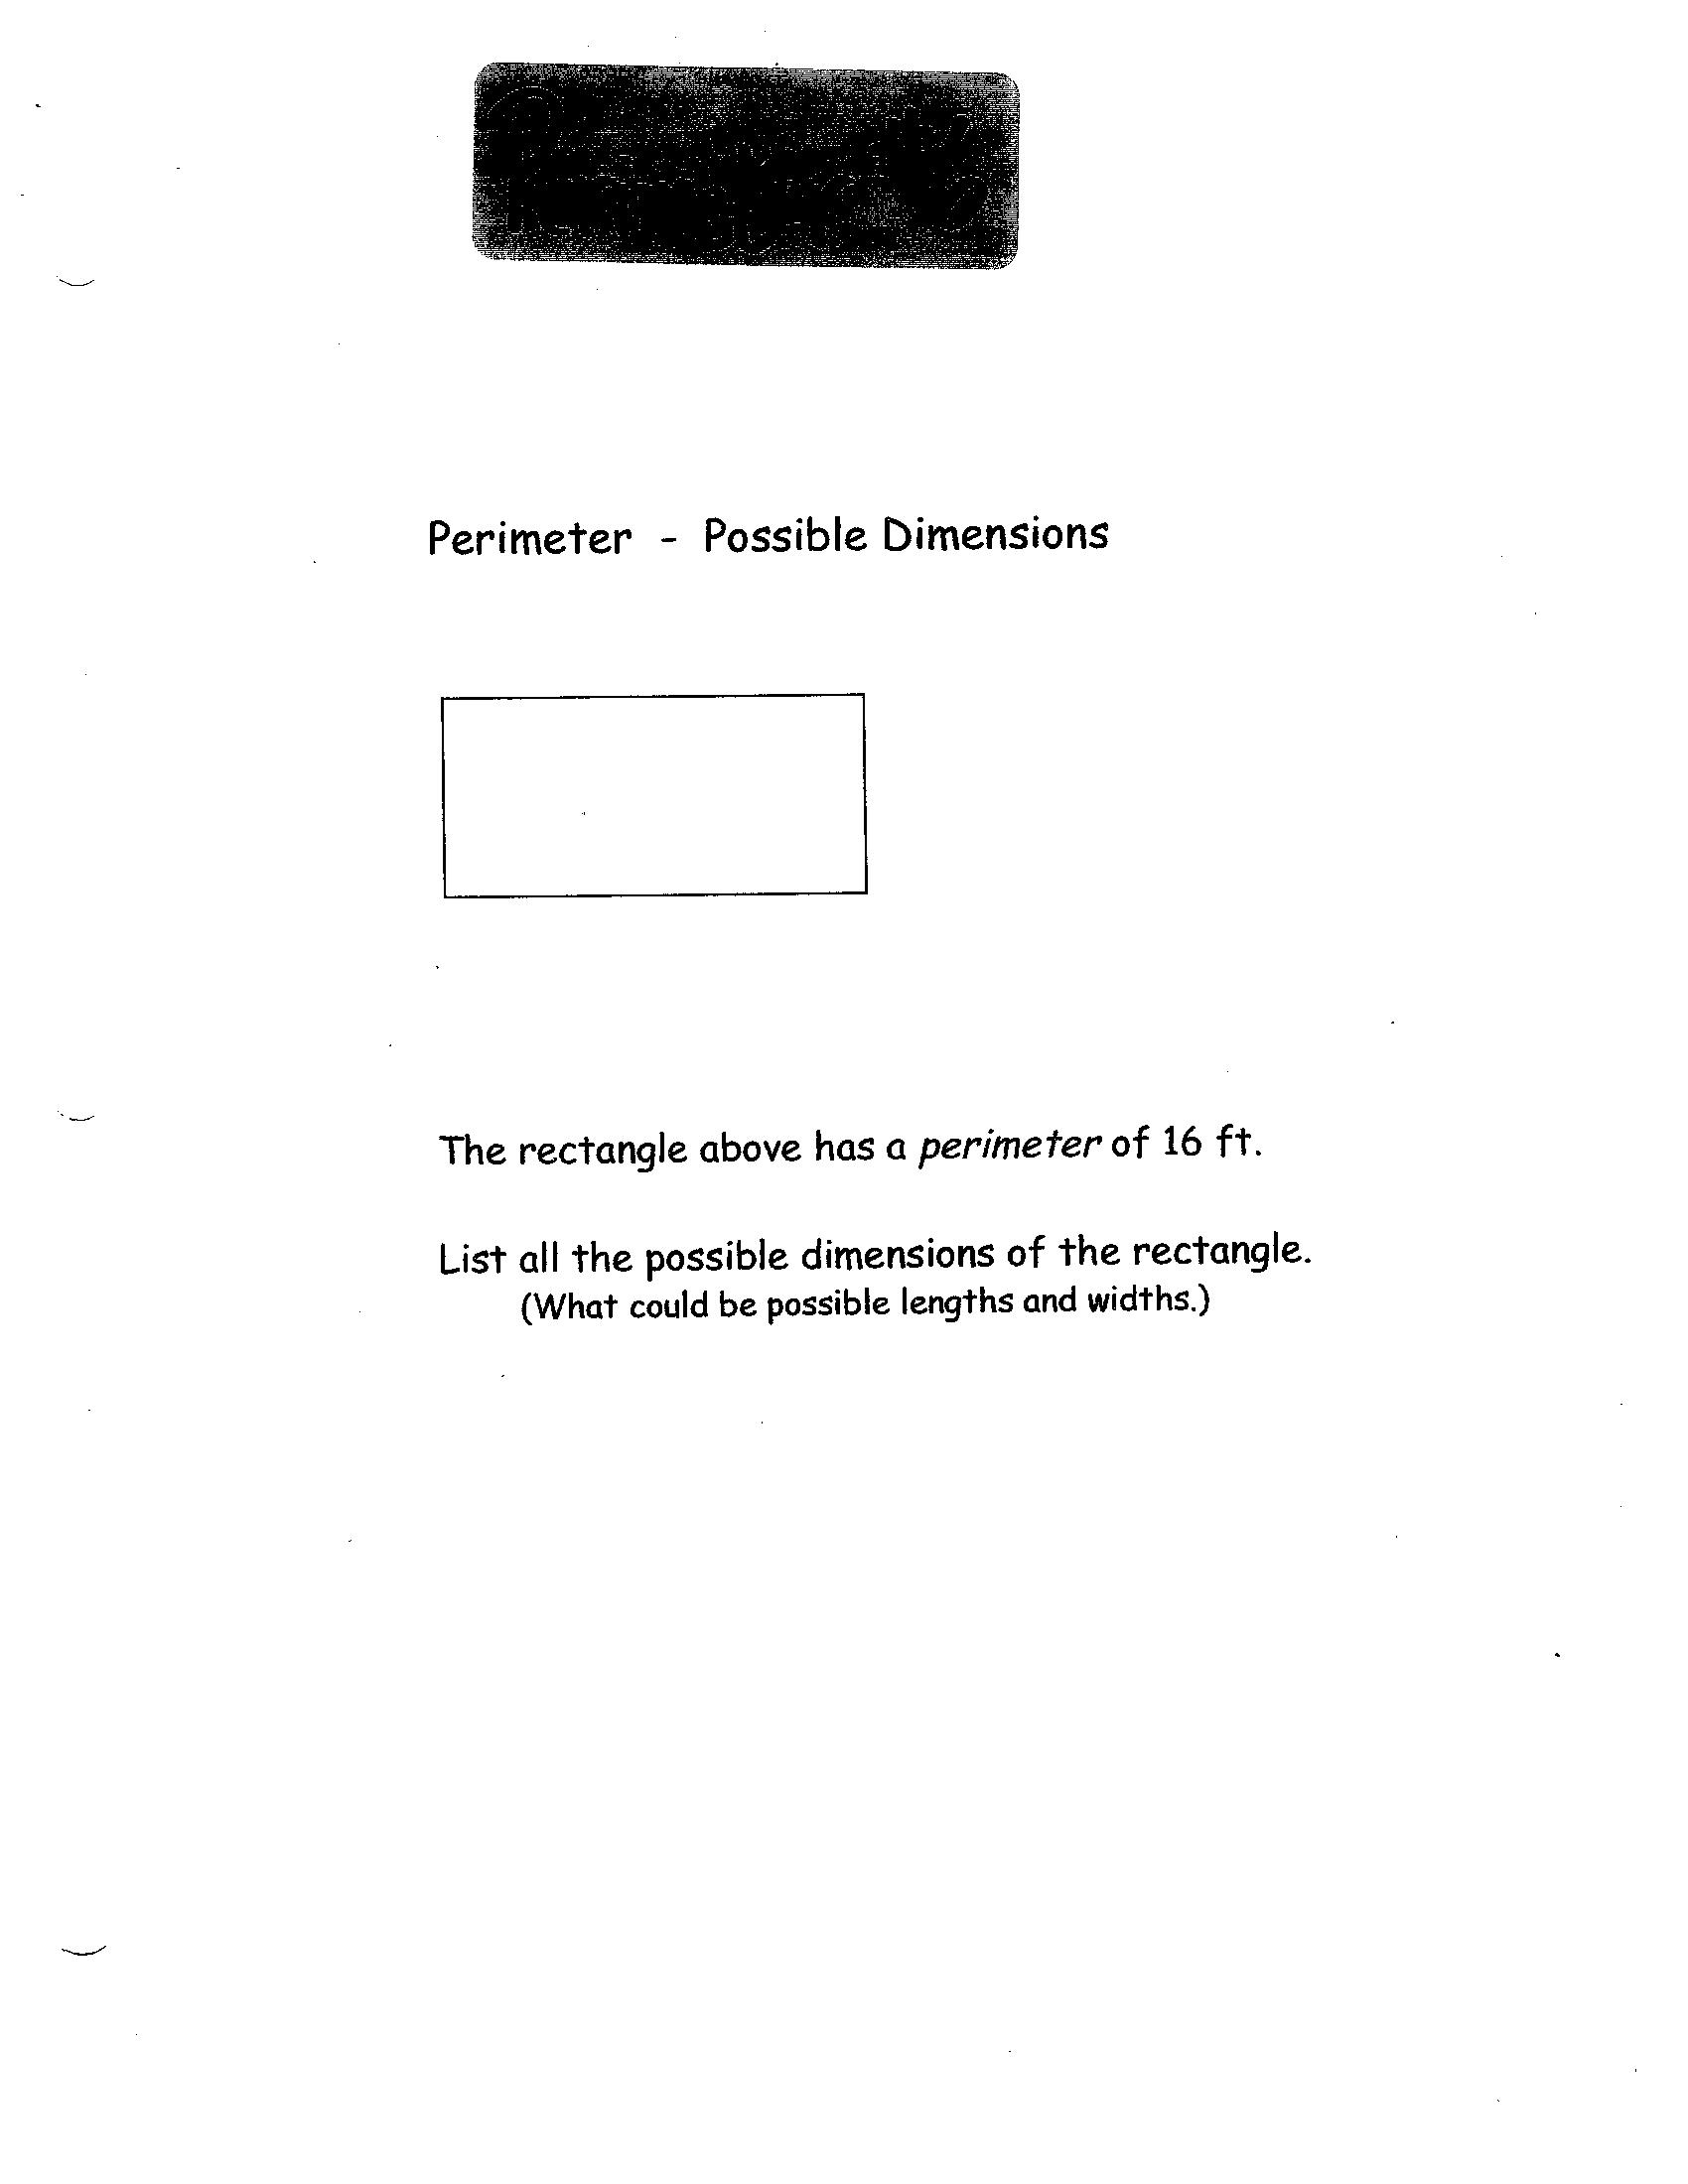 Perimeter - Possible Dimensions
The rectangle above has a perimeter of 16 ft.
List all the possible dimensions of the rectangle.
(What could be possible lengths and widths.)